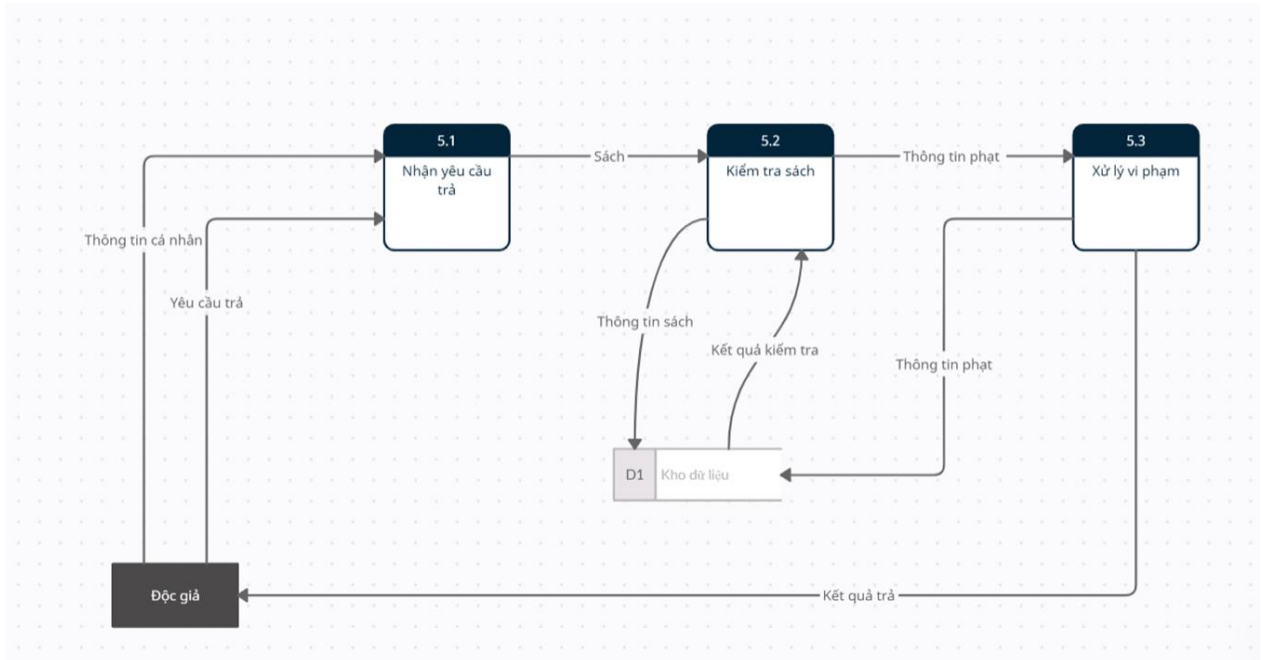 5.1
Nhận yêu cầu
trả
Sách
5.2
Kiểm tra sách
Thông tin phạt
5.3
Xử lý vi phạm
Thông tin cá nhân
Yêu cầu trả
Thông tin sách
Kết quả kiểm tra
Thông tin phạt
D1
Kho dữ liệu
Độc giả
Kết quả trả